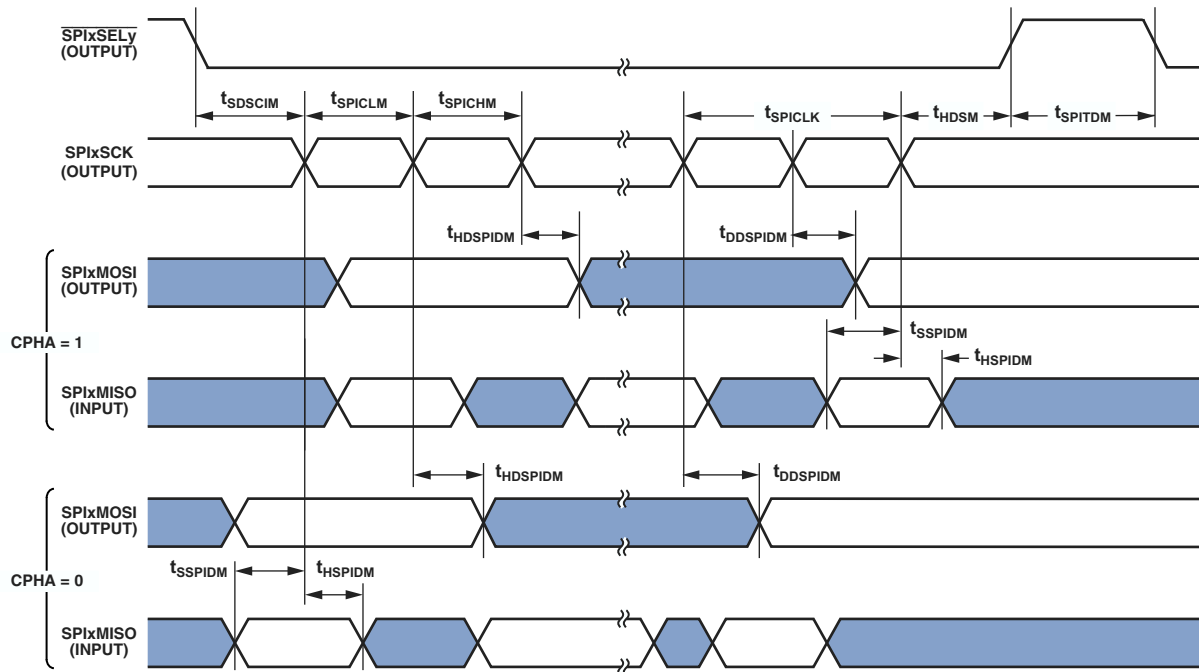 SPIxSELy
(OUTPUT)
tSDSCIM
tSPICLM
tSPICHM
tSPICLK
tHDSM
tSPITDM
SPIxSCK
(OUTPUT)
tHDSPIDM
tDDSPIDM
SPIxMOSI
(OUTPUT)
CPHA = 1
tSSPIDM
tHSPIDM
SPIxMISO
(INPUT)
tHDSPIDM
tDDSPIDM
SPIxMOSI
(OUTPUT)
CPHA = 0
tSSPIDM
tHSPIDM
SPIxMISO
(INPUT)